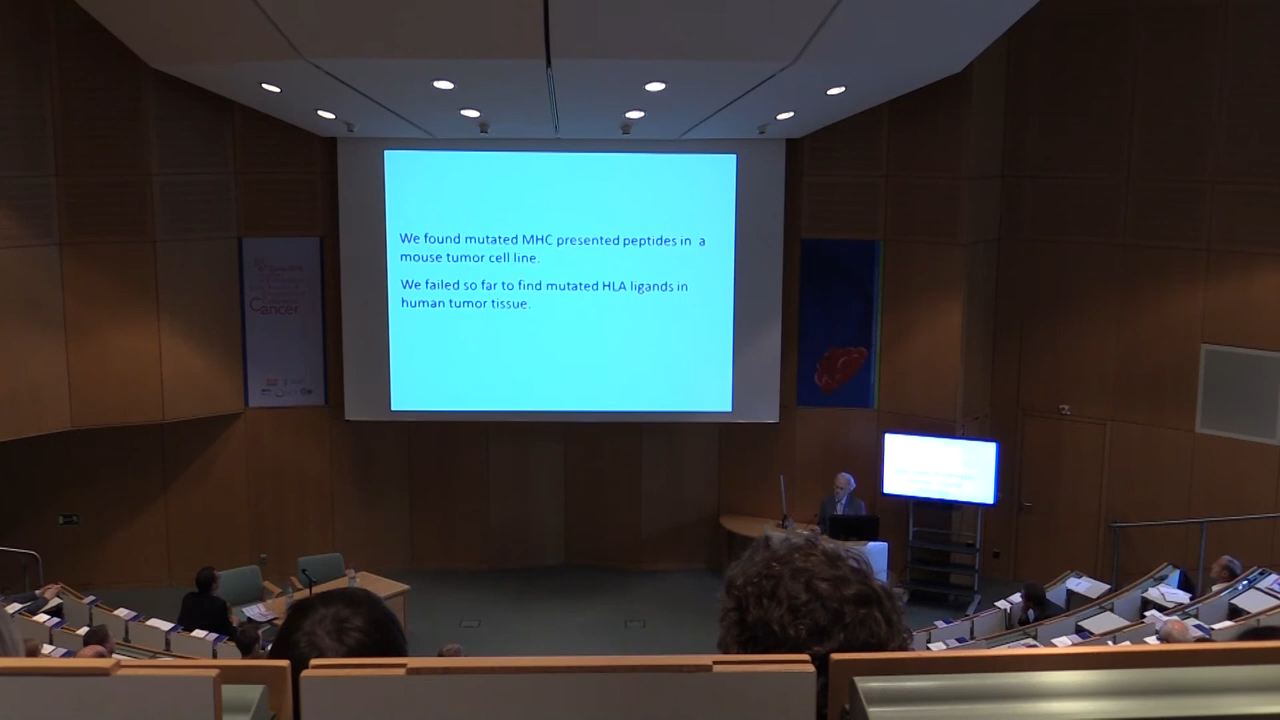 We found mutated MHC presented peptides in a
mouse tumor cell line.
We failed so far to find mutated HLA ligands in
human tumor tissue.
Cancer